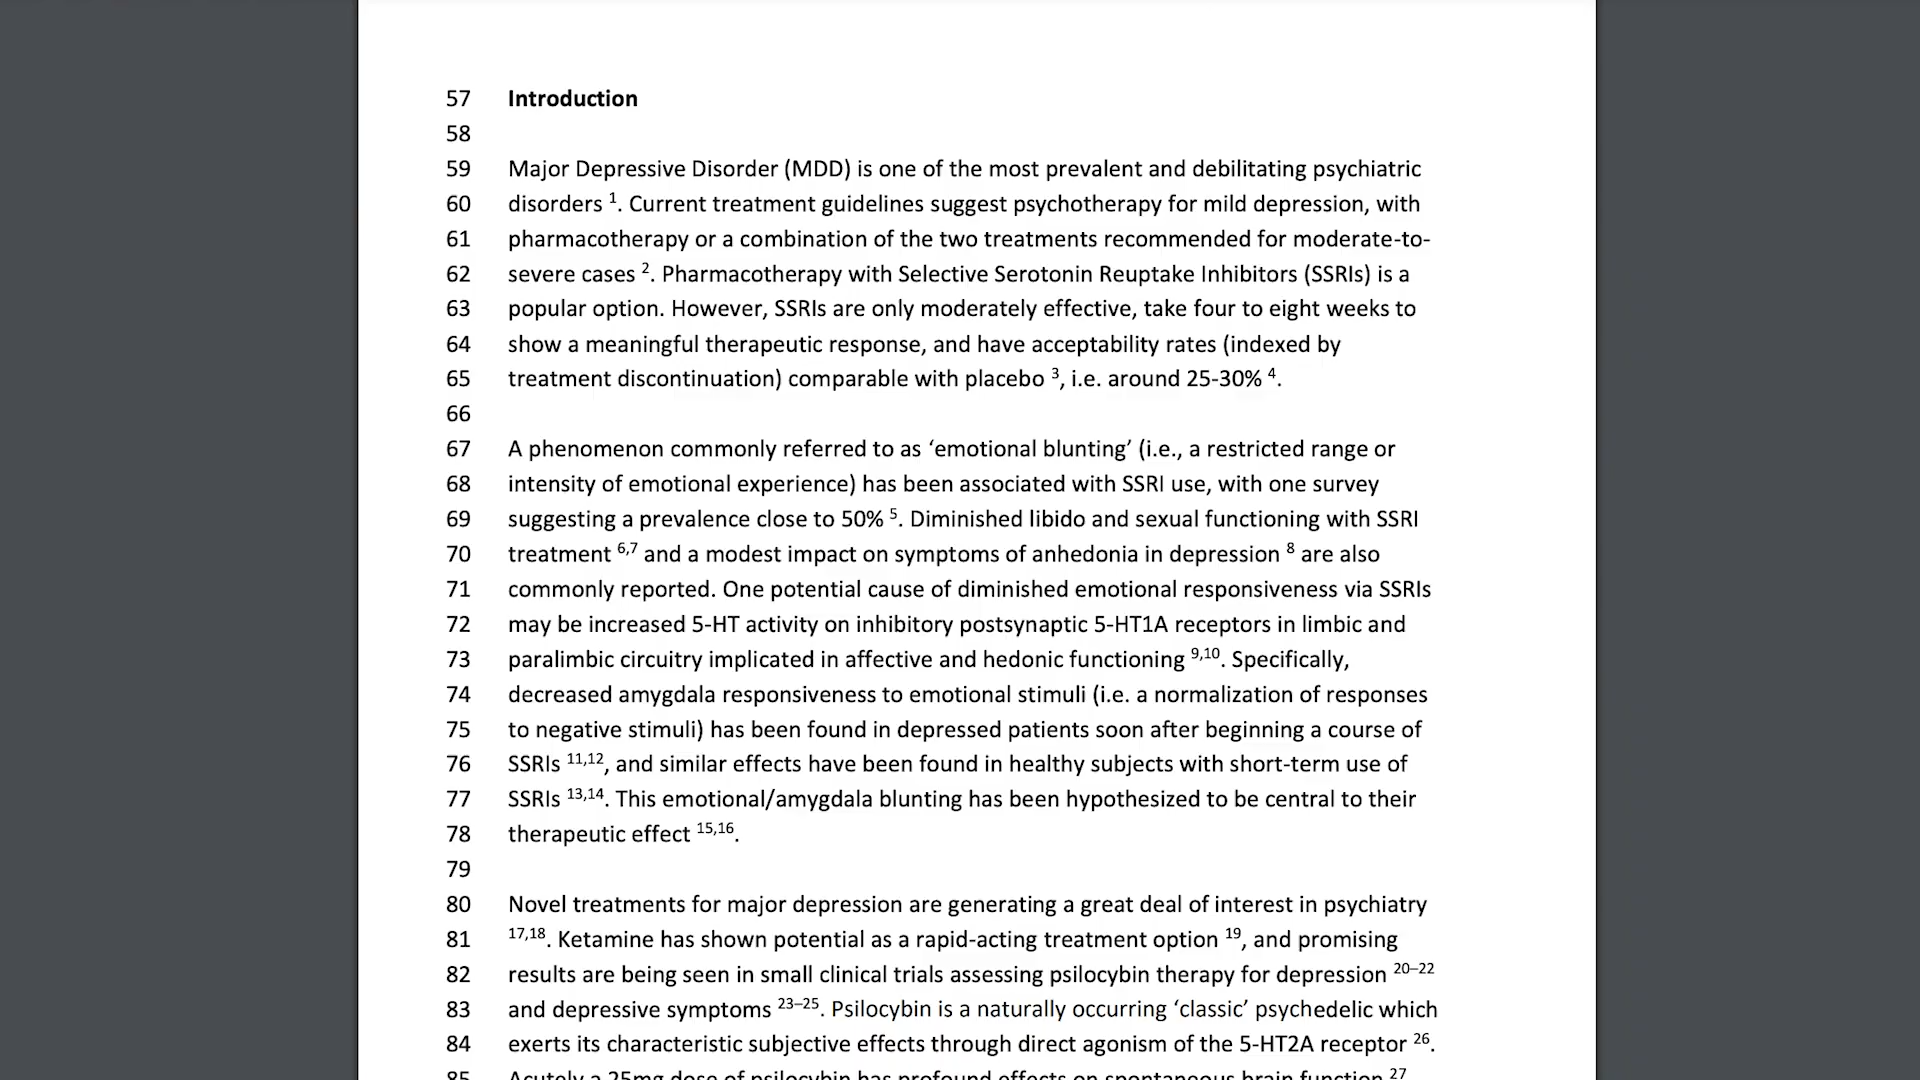 57 Introduction
58
59 Major Depressive Disorder (MDD) is one of the most prevalent and debilitating psychiatric
60 disorders ¹. Current treatment guidelines suggest psychotherapy for mild depression, with
61 pharmacotherapy or a combination of the two treatments recommended for moderate-to-
62 severe cases ². Pharmacotherapy with Selective Serotonin Reuptake Inhibitors (SSRIs) is a
63 popular option. However, SSRIs are only moderately effective, take four to eight weeks to
64 show a meaningful therapeutic response, and have acceptability rates (indexed by
65 treatment discontinuation) comparable with placebo ³, i.e. around 25-30% ⁴.
66
67 A phenomenon commonly referred to as ‘emotional blunting’ (i.e., a restricted range or
68 intensity of emotional experience) has been associated with SSRI use, with one survey
69 suggesting a prevalence close to 50% ⁵. Diminished libido and sexual functioning with SSRI
70 treatment ⁶,⁷ and a modest impact on symptoms of anhedonia in depression ⁸ are also
71 commonly reported. One potential cause of diminished emotional responsiveness via SSRIs
72 may be increased 5-HT activity on inhibitory postsynaptic 5-HT1A receptors in limbic and
73 paralimbic circuitry implicated in affective and hedonic functioning ⁹,¹⁰. Specifically,
74 decreased amygdala responsiveness to emotional stimuli (i.e. a normalization of responses
75 to negative stimuli) has been found in depressed patients soon after beginning a course of
76 SSRIs ¹¹,¹², and similar effects have been found in healthy subjects with short-term use of
77 SSRIs ¹³,¹⁴. This emotional/amygdala blunting has been hypothesized to be central to their
78 therapeutic effect ¹⁵,¹⁶.
79
80 Novel treatments for major depression are generating a great deal of interest in psychiatry
81 ¹⁷,¹⁸. Ketamine has shown potential as a rapid-acting treatment option ¹⁹, and promising
82 results are being seen in small clinical trials assessing psilocybin therapy for depression ²⁰–²²
83 and depressive symptoms ²³–²⁵. Psilocybin is a naturally occurring ‘classic’ psychedelic which
84 exerts its characteristic subjective effects through direct agonism of the 5-HT2A receptor ²⁶.
85 Acutely a 25mg dose of psilocybin has profound effects on spontaneous brain function ²⁷